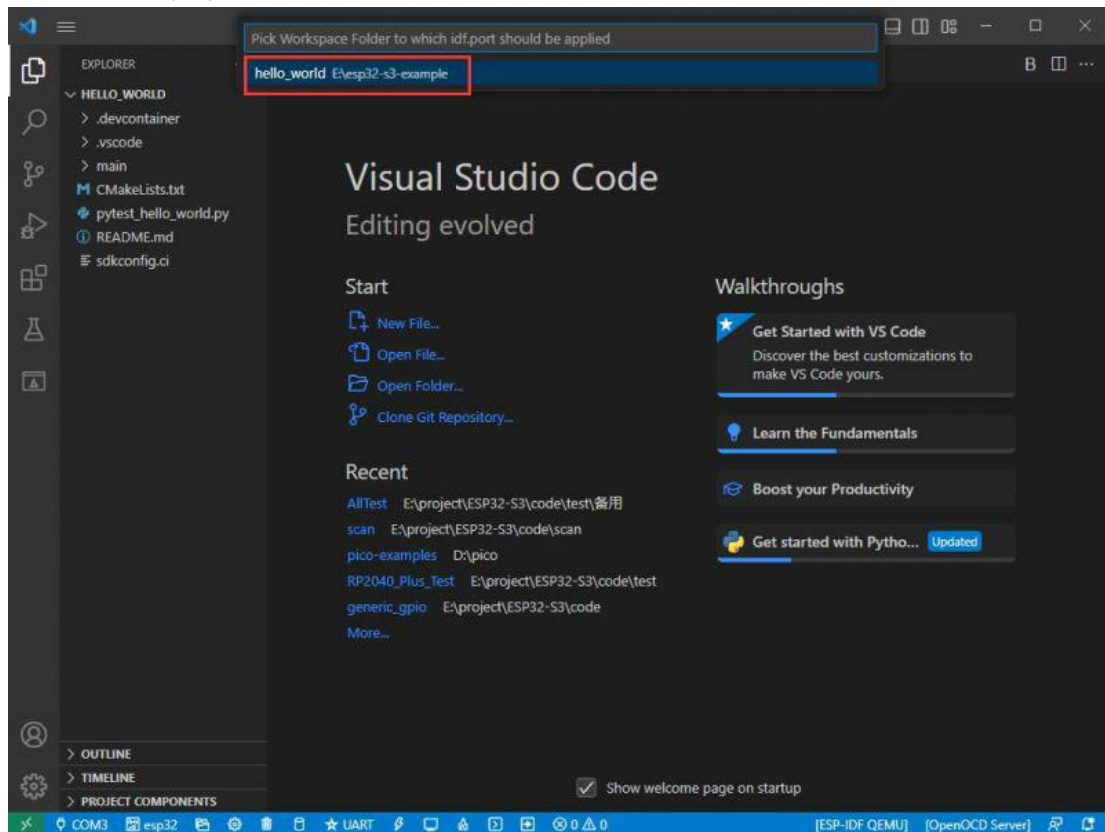 Pick Workspace Folder to which idf.port should be applied
hello_world E:\esp32-s3-example
EXPLORER
HELLO_WORLD
.devcontainer
.vscode
main
CMakeLists.txt
pytest_hello_world.py
README.md
sdkconfig.ci
OUTLINE
TIMELINE
PROJECT COMPONENTS
Visual Studio Code
Editing evolved
Start
New File...
Open File...
Open Folder...
Clone Git Repository...
Recent
AllTest E:\project\ESP32-S3\code\test\备用
scan E:\project\ESP32-S3\code\scan
pico-examples D:\pico
RP2040_Plus_Test E:\project\ESP32-S3\code\test
generic_gpio E:\project\ESP32-S3\code
More...
Walkthroughs
Get Started with VS Code
Discover the best customizations to
make VS Code yours.
Learn the Fundamentals
Boost your Productivity
Get started with Pytho... Updated
Show welcome page on startup
COM3 esp32 UART 0 0 [ESP-IDF QEMU] [OpenOCD Server]